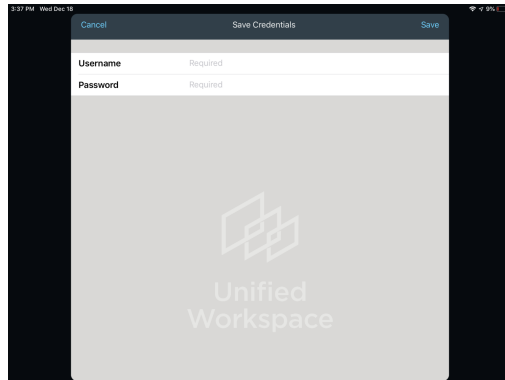 3:37 PM Wed Dec 18 9%
Cancel Save Credentials Save
Username Required
Password Required
Unified
Workspace